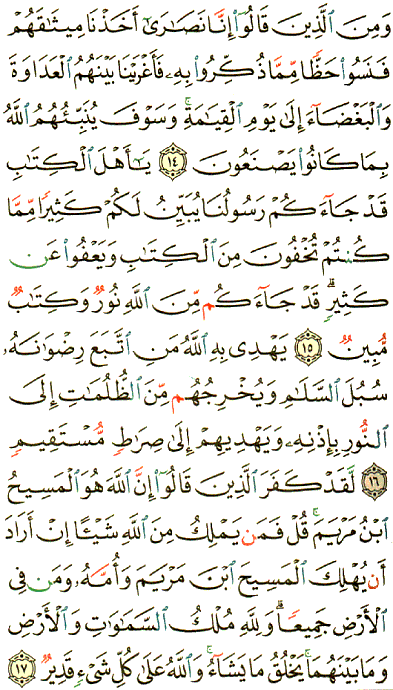 وَمِنَ ٱلَّذِينَ قَالُوٓا۟ إِنَّا نَصَـٰرَىٰٓ أَخَذْنَا مِيثَـٰقَهُمْ
فَنَسُوا۟ حَظًّا مِّمَّا ذُكِّرُوا۟ بِهِۦ فَأَغْرَيْنَا بَيْنَهُمُ ٱلْعَدَاوَةَ
وَٱلْبَغْضَآءَ إِلَىٰ يَوْمِ ٱلْقِيَـٰمَةِ ۚ وَسَوْفَ يُنَبِّئُهُمُ ٱللَّهُ
بِمَا كَانُوا۟ يَصْنَعُونَ ١٤ يَـٰٓأَهْلَ ٱلْكِتَـٰبِ
قَدْ جَآءَكُمْ رَسُولُنَا يُبَيِّنُ لَكُمْ كَثِيرًا مِّمَّا
كُنتُمْ تُخْفُونَ مِنَ ٱلْكِتَـٰبِ وَيَعْفُوا۟ عَن
كَثِيرٍ ۚ قَدْ جَآءَكُم مِّنَ ٱللَّهِ نُورٌ وَكِتَـٰبٌ
مُّبِينٌ ١٥ يَهْدِى بِهِ ٱللَّهُ مَنِ ٱتَّبَعَ رِضْوَٰنَهُۥ
سُبُلَ ٱلسَّلَـٰمِ وَيُخْرِجُهُم مِّنَ ٱلظُّلُمَـٰتِ إِلَى
ٱلنُّورِ بِإِذْنِهِۦ وَيَهْدِيهِمْ إِلَىٰ صِرَٰطٍ مُّسْتَقِيمٍ
١٦ لَّقَدْ كَفَرَ ٱلَّذِينَ قَالُوٓا۟ إِنَّ ٱللَّهَ هُوَ ٱلْمَسِيحُ
ٱبْنُ مَرْيَمَ ۚ قُلْ فَمَن يَمْلِكُ مِنَ ٱللَّهِ شَيْـًٔا إِنْ أَرَادَ
أَن يُهْلِكَ ٱلْمَسِيحَ ٱبْنَ مَرْيَمَ وَأُمَّهُۥ وَمَن فِى
ٱلْأَرْضِ جَمِيعًا ۗ وَلِلَّهِ مُلْكُ ٱلسَّمَـٰوَٰتِ وَٱلْأَرْضِ
وَمَا بَيْنَهُمَا ۚ يَخْلُقُ مَا يَشَآءُ ۚ وَٱللَّهُ عَلَىٰ كُلِّ شَىْءٍ قَدِيرٌ ١٧